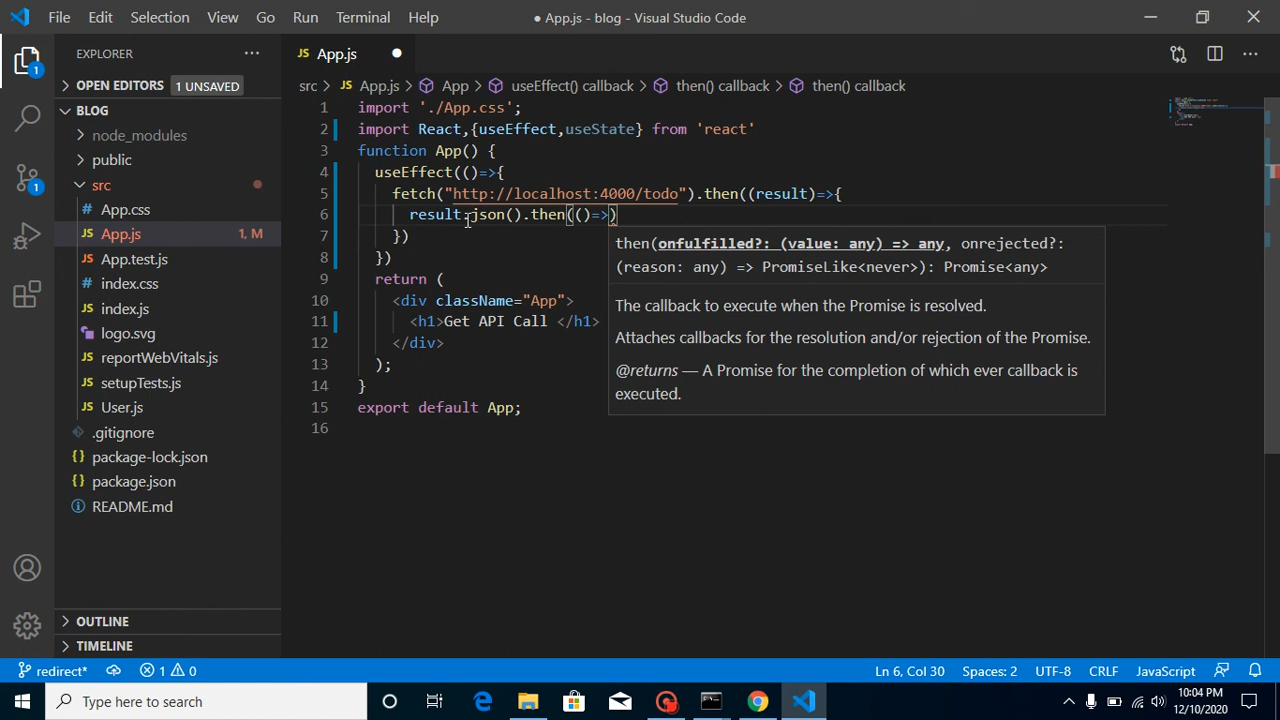 File Edit Selection View Go Run Terminal Help
● App.js - blog - Visual Studio Code
EXPLORER
OPEN EDITORS 1 UNSAVED
BLOG
node_modules
public
src
App.css
App.js 1, M
App.test.js
index.css
index.js
logo.svg
reportWebVitals.js
setupTests.js
User.js
.gitignore
package-lock.json
package.json
README.md
OUTLINE
TIMELINE
1
1
JS App.js
src > JS App.js > App > useEffect() callback > then() callback > then() callback
1 import './App.css';
2 import React,{useEffect,useState} from 'react'
3 function App() {
4 useEffect(()=>{
5 fetch("http://localhost:4000/todo").then((result)=>{
6 result.json().then(()=>)
7 })
8 })
9 return (
10 <div className="App">
11 <h1>Get API Call </h1>
12 </div>
13 );
14 }
15 export default App;
16
then(onfulfilled?: (value: any) => any, onrejected?:
(reason: any) => PromiseLike<never>): Promise<any>
The callback to execute when the Promise is resolved.
Attaches callbacks for the resolution and/or rejection of the Promise.
@returns — A Promise for the completion of which ever callback is
executed.
redirect* 1 0 Ln 6, Col 30 Spaces: 2 UTF-8 CRLF JavaScript
Type here to search
10:04 PM
12/10/2020